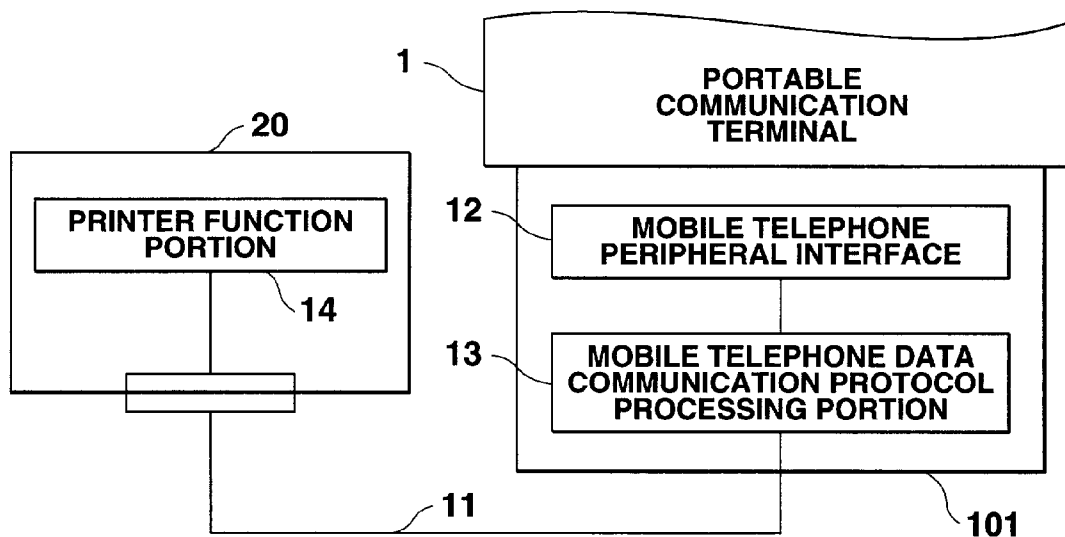 1
PORTABLE
COMMUNICATION
TERMINAL
20
PRINTER FUNCTION
PORTION
14
12
MOBILE TELEPHONE
PERIPHERAL INTERFACE
13
MOBILE TELEPHONE DATA
COMMUNICATION PROTOCOL
PROCESSING PORTION
11
101